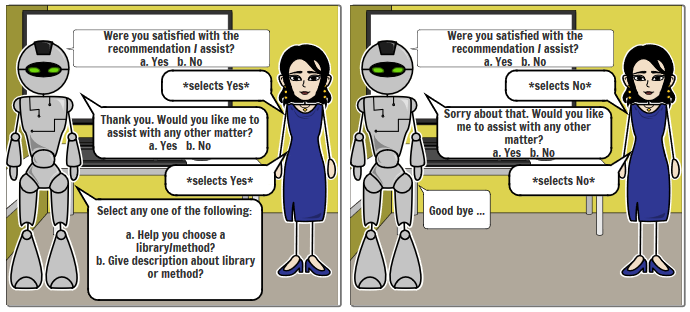 Were you satisfied with the
recommendation / assist?
a. Yes b. No
*selects Yes*
Thank you. Would you like me to
assist with any other matter?
a. Yes b. No
*selects Yes*
Select any one of the following:
a. Help you choose a
library/method?
b. Give description about library
or method?
Were you satisfied with the
recommendation / assist?
a. Yes b. No
*selects No*
Sorry about that. Would you like
me to assist with any other
matter?
a. Yes b. No
*selects No*
Good bye ...